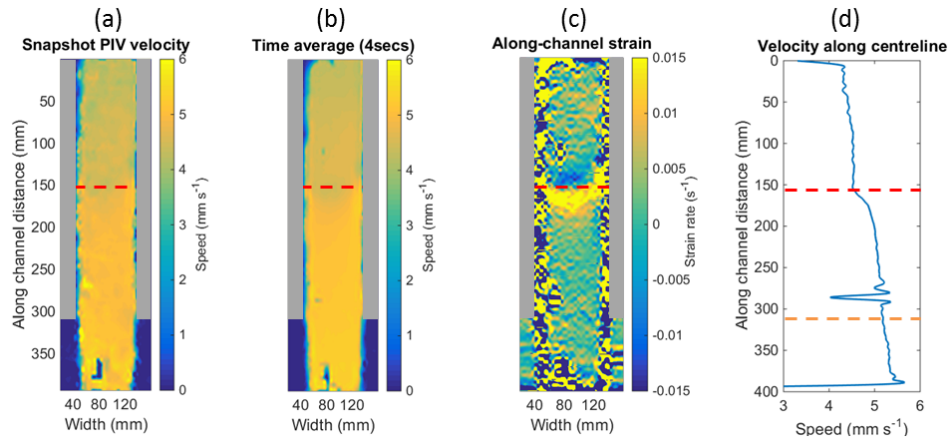 (a)
Snapshot PIV velocity
50
100
150
200
250
300
350
40 80 120
Width (mm)
Along channel distance (mm)
6
5
4
3
2
1
0
Speed (mm s⁻¹)
(b)
Time average (4secs)
40 80 120
Width (mm)
6
5
4
3
2
1
0
Speed (mm s⁻¹)
(c)
Along-channel strain
40 80 120
Width (mm)
0.015
0.01
0.005
0
-0.005
-0.01
-0.015
Strain rate (s⁻¹)
(d)
Velocity along centreline
0
50
100
150
200
250
300
350
400
3 4 5 6
Speed (mm s⁻¹)
Along channel distance (mm)